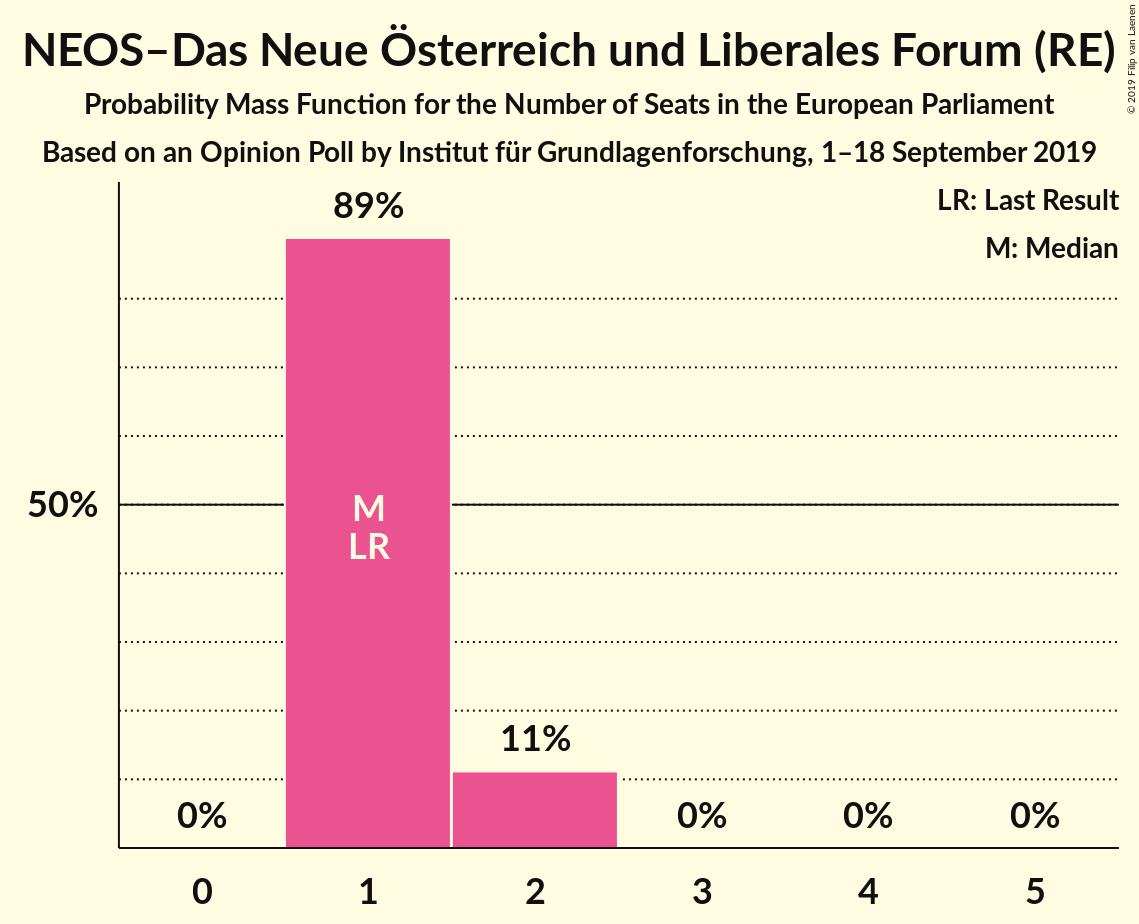 NEOS–Das Neue Österreich und Liberales Forum (RE)
Probability Mass Function for the Number of Seats in the European Parliament
Based on an Opinion Poll by Institut für Grundlagenforschung, 1–18 September 2019
© 2019 Filip van Laenen
LR: Last Result
M: Median
89%
50%
M
LR
11%
0%
0%
0%
0%
0
1
2
3
4
5